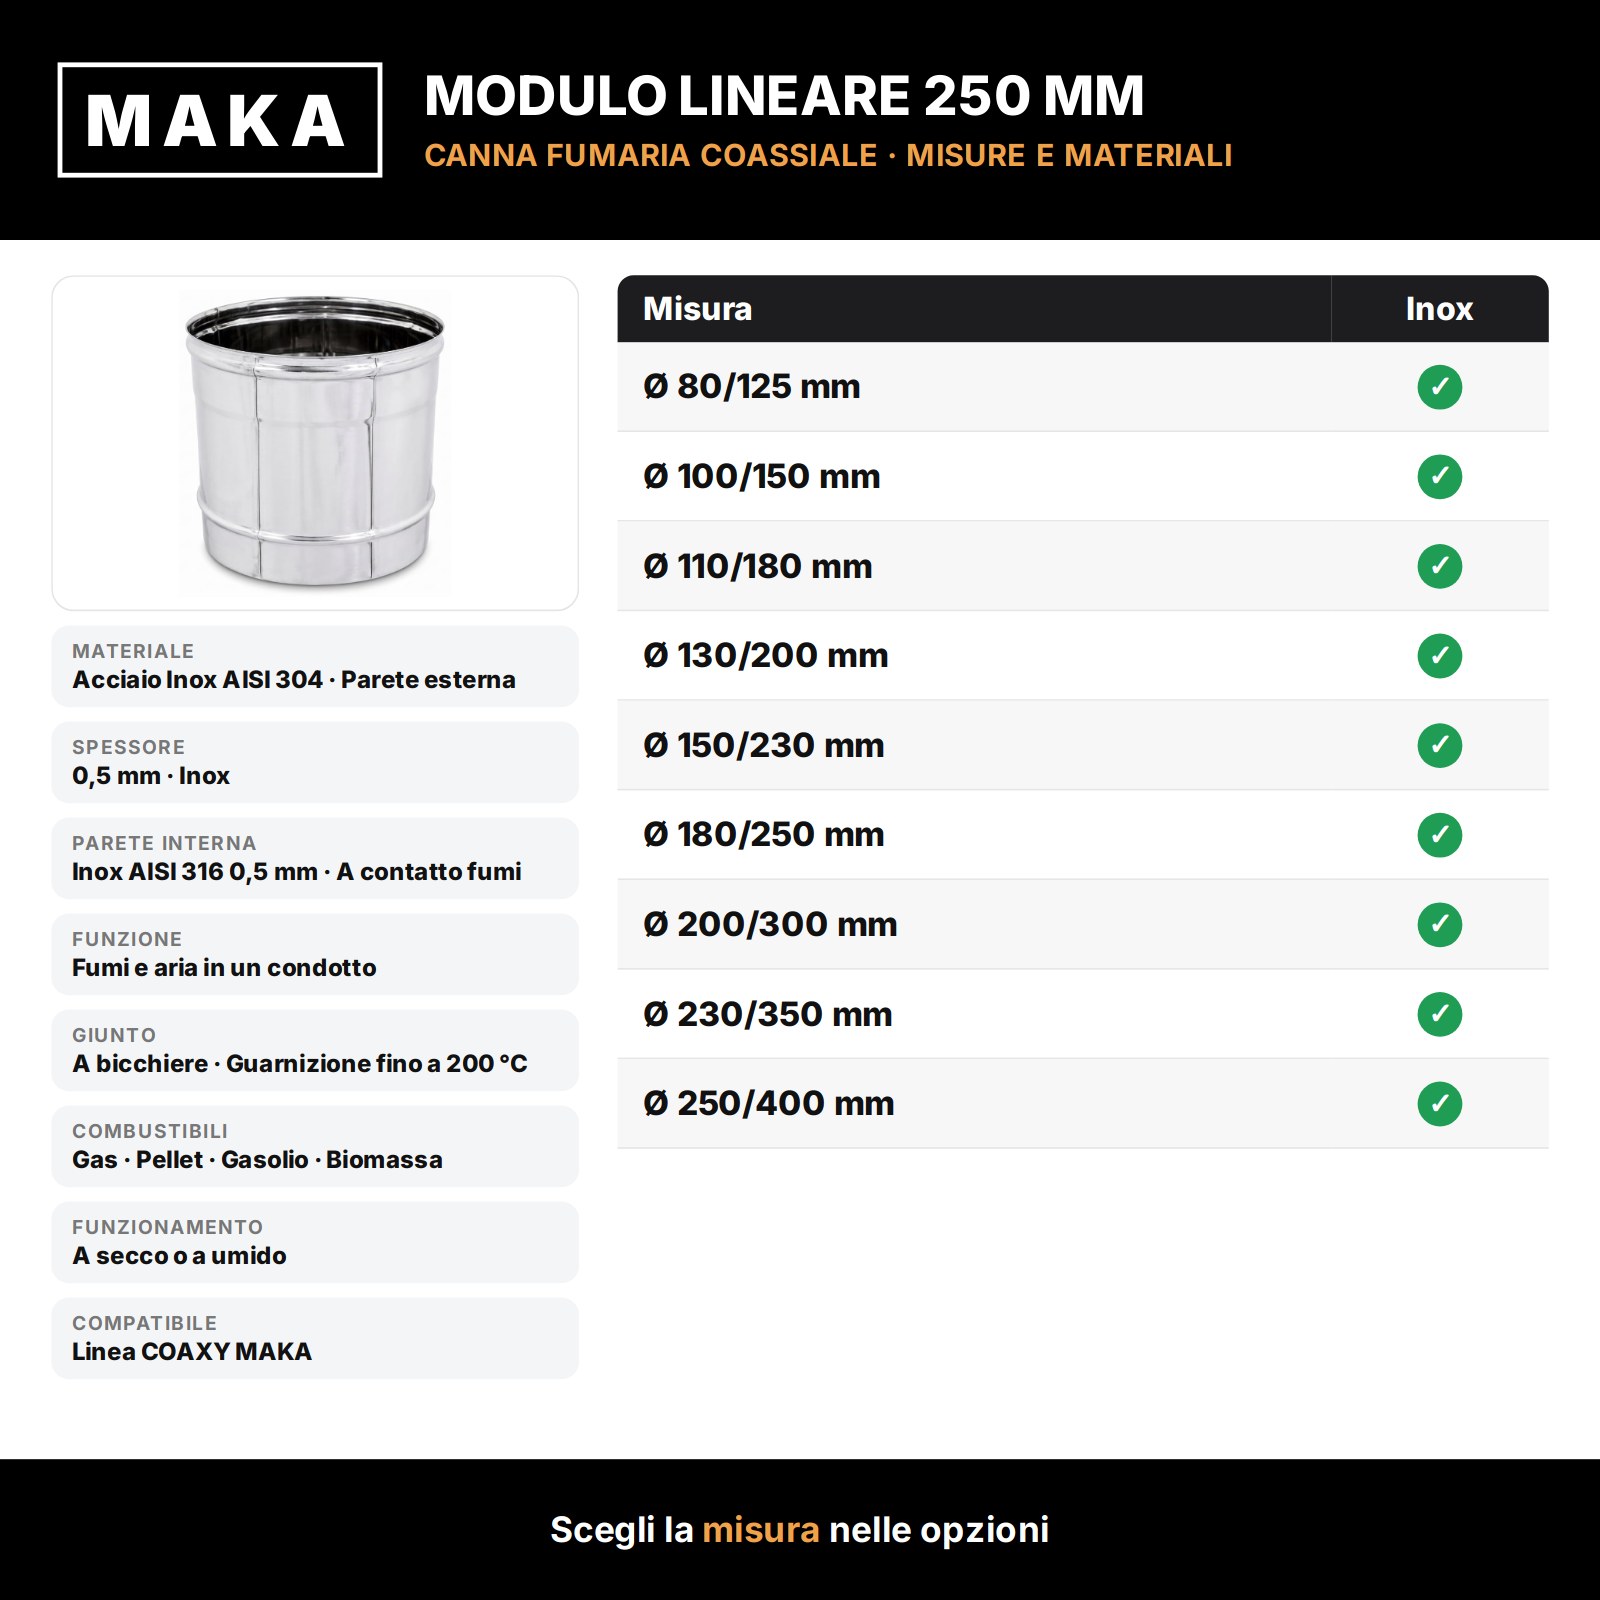 MAKA
MODULO LINEARE 250 MM
CANNA FUMARIA COASSIALE · MISURE E MATERIALI
MATERIALE
Acciaio Inox AISI 304 · Parete esterna
SPESSORE
0,5 mm · Inox
PARETE INTERNA
Inox AISI 316 0,5 mm · A contatto fumi
FUNZIONE
Fumi e aria in un condotto
GIUNTO
A bicchiere · Guarnizione fino a 200 °C
COMBUSTIBILI
Gas · Pellet · Gasolio · Biomassa
FUNZIONAMENTO
A secco o a umido
COMPATIBILE
Linea COAXY MAKA
Misura Inox
Ø 80/125 mm ✓
Ø 100/150 mm ✓
Ø 110/180 mm ✓
Ø 130/200 mm ✓
Ø 150/230 mm ✓
Ø 180/250 mm ✓
Ø 200/300 mm ✓
Ø 230/350 mm ✓
Ø 250/400 mm ✓
Scegli la misura nelle opzioni